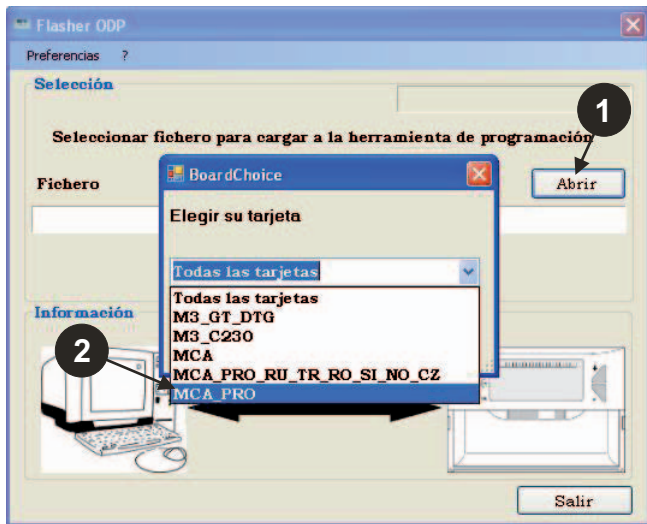 Flasher ODP
Preferencias ?
Selección
1
Seleccionar fichero para cargar a la herramienta de programación
Fichero
Abrir
BoardChoice
Elegir su tarjeta
Todas las tarjetas
Todas las tarjetas
M3_GT_DTG
M3_C230
MCA
MCA_PRO_RU_TR_RO_SI_NO_CZ
MCA_PRO
Información
2
Salir